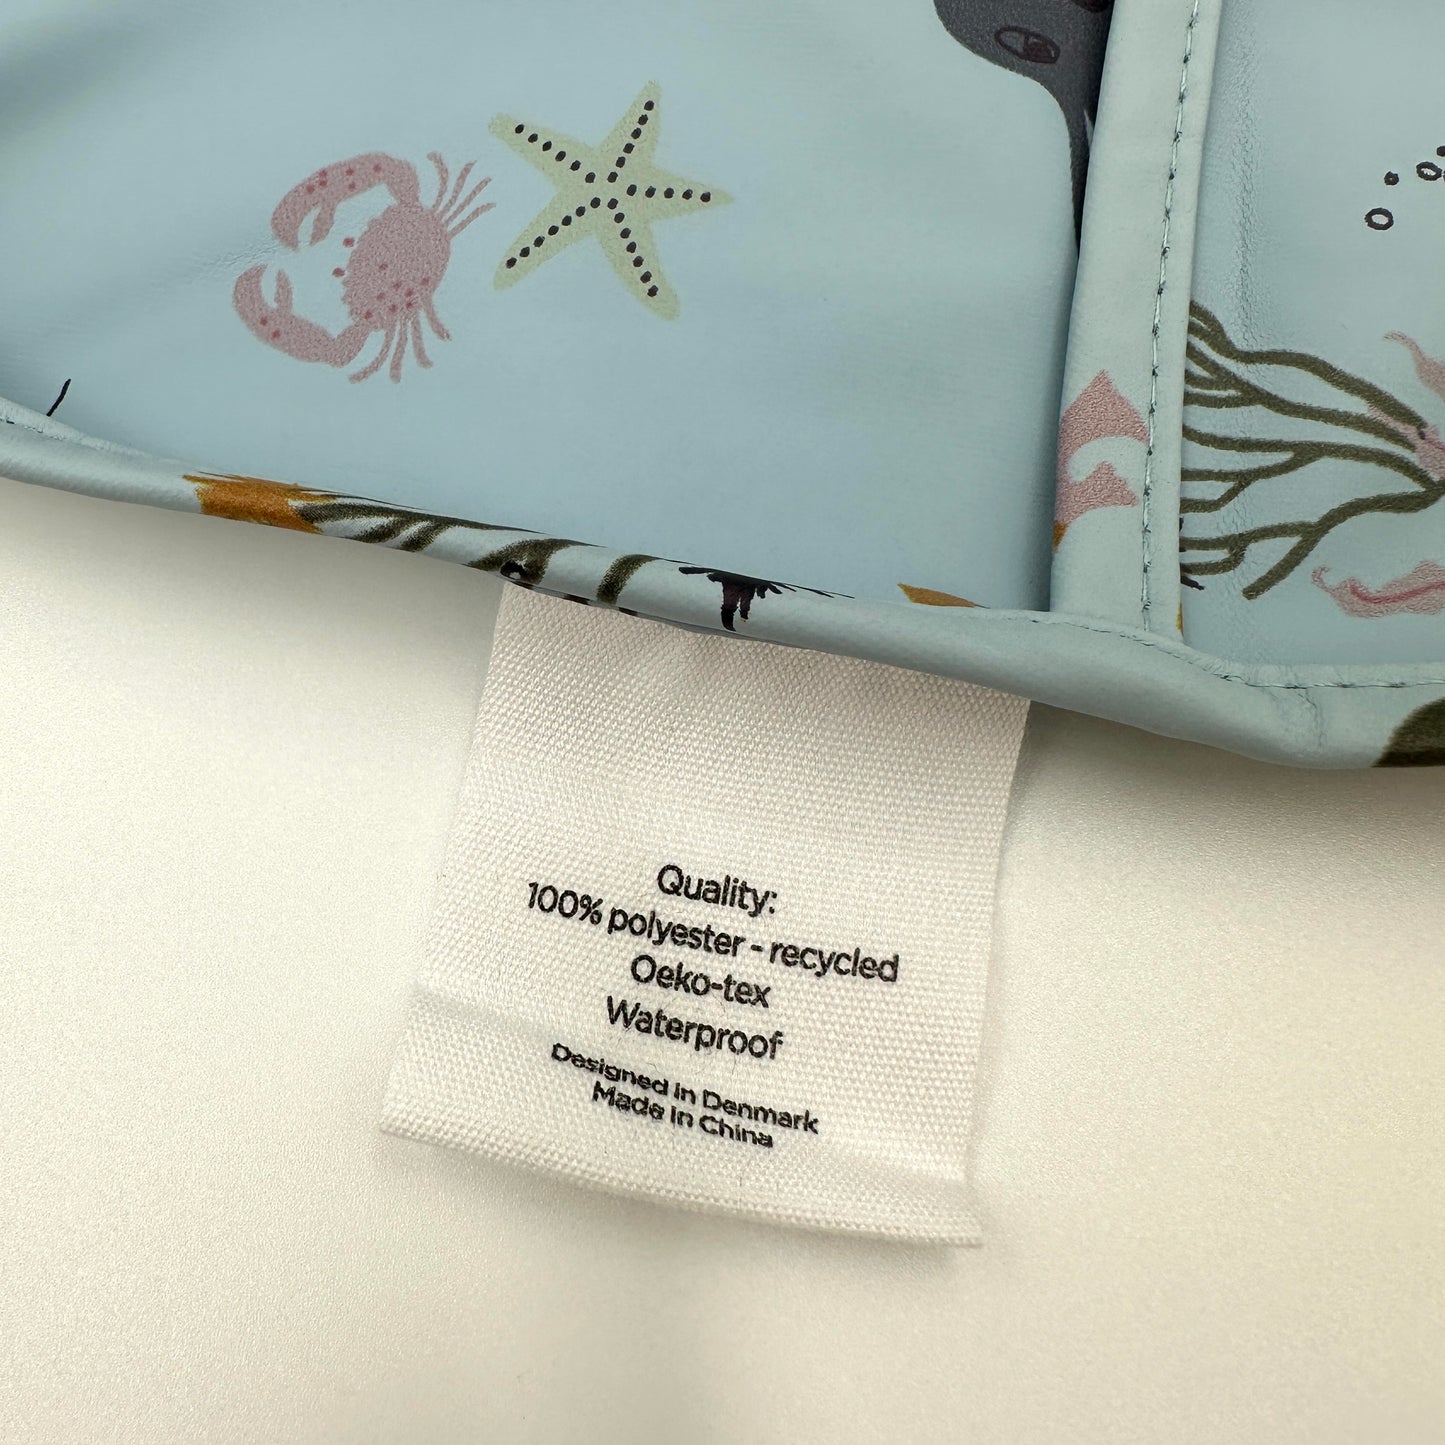 Quality:
100% polyester - recycled
Oeko-tex
Waterproof
Designed in Denmark
Made in China